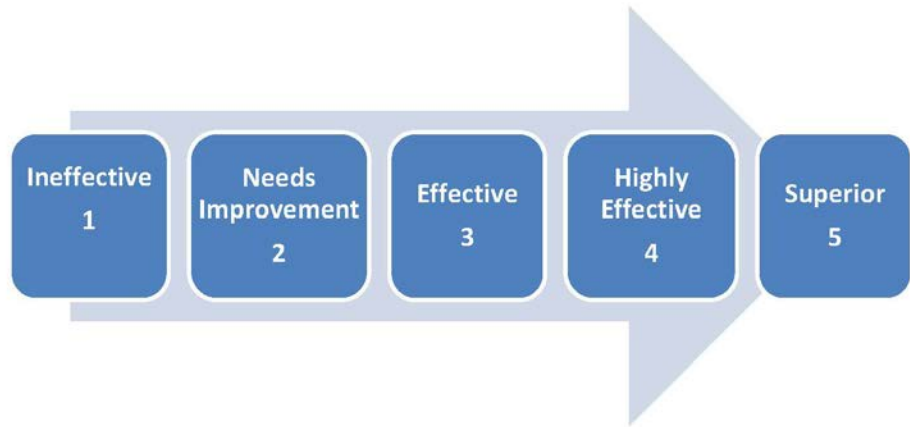 Ineffective
1
Needs
Improvement
2
Effective
3
Highly
Effective
4
Superior
5